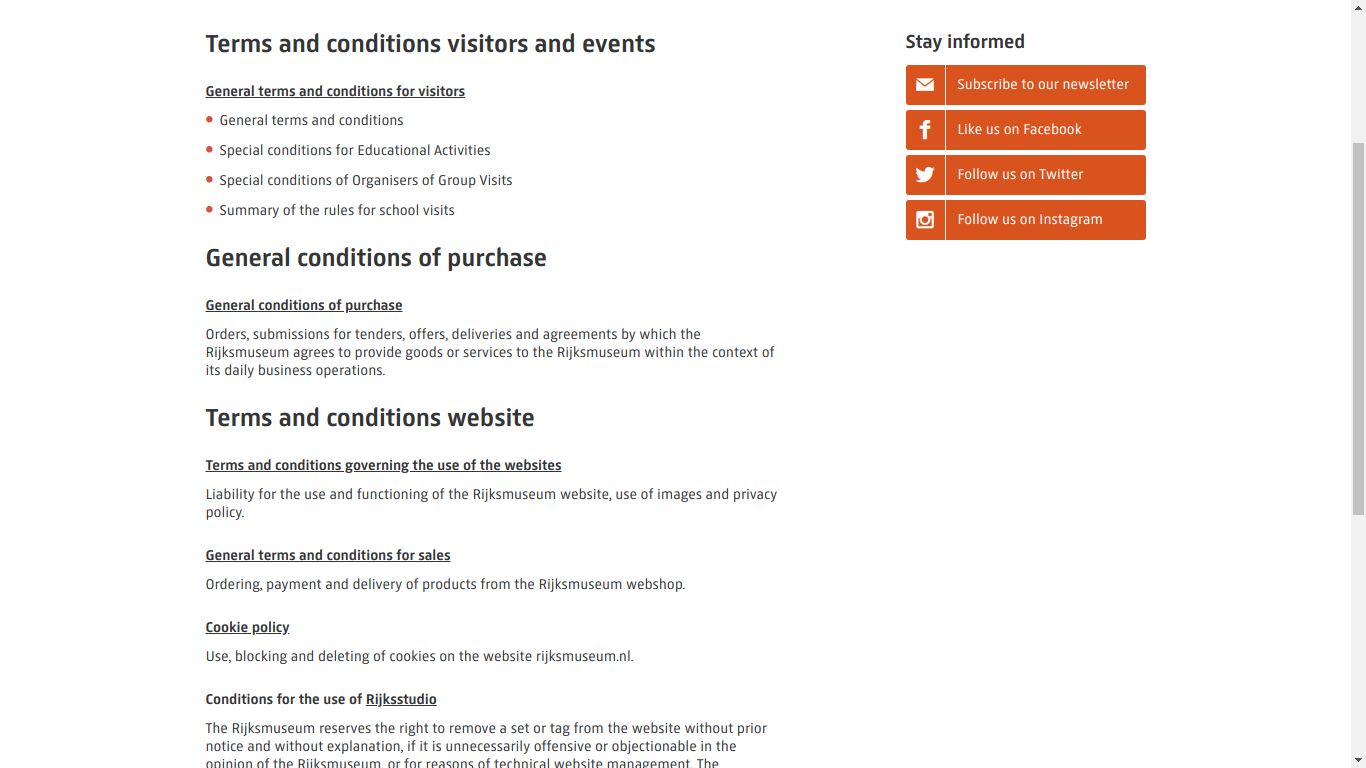 Terms and conditions visitors and events
General terms and conditions for visitors
General terms and conditions
Special conditions for Educational Activities
Special conditions of Organisers of Group Visits
Summary of the rules for school visits
General conditions of purchase
General conditions of purchase
Orders, submissions for tenders, offers, deliveries and agreements by which the
Rijksmuseum agrees to provide goods or services to the Rijksmuseum within the context of
its daily business operations.
Terms and conditions website
Terms and conditions governing the use of the websites
Liability for the use and functioning of the Rijksmuseum website, use of images and privacy
policy.
General terms and conditions for sales
Ordering, payment and delivery of products from the Rijksmuseum webshop.
Cookie policy
Use, blocking and deleting of cookies on the website rijksmuseum.nl.
Conditions for the use of Rijksstudio
The Rijksmuseum reserves the right to remove a set or tag from the website without prior
notice and without explanation, if it is unnecessarily offensive or objectionable in the
opinion of the Rijksmuseum, or for reasons of technical website management. The
Stay informed
Subscribe to our newsletter
Like us on Facebook
Follow us on Twitter
Follow us on Instagram